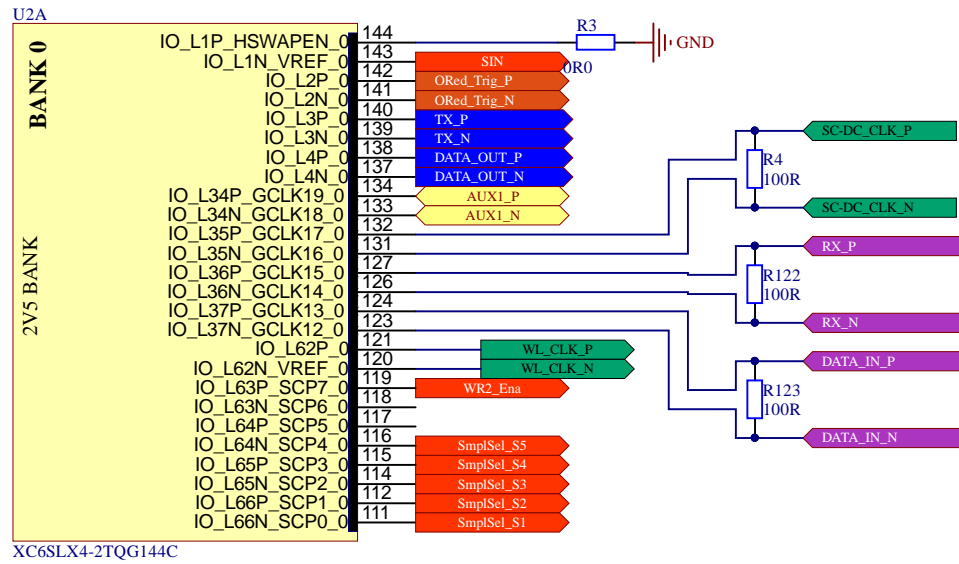 U2A
BANK 0
2V5 BANK
IO_L1P_HSWAPEN_0 144
R3
0R0
GND
IO_L1N_VREF_0 143 SIN
IO_L2P_0 142 ORed_Trig_P
IO_L2N_0 141 ORed_Trig_N
IO_L3P_0 140 TX_P
IO_L3N_0 139 TX_N
IO_L4P_0 138 DATA_OUT_P
IO_L4N_0 137 DATA_OUT_N
IO_L34P_GCLK19_0 134 AUX1_P
IO_L34N_GCLK18_0 133 AUX1_N
IO_L35P_GCLK17_0 132
IO_L35N_GCLK16_0 131
IO_L36P_GCLK15_0 127
IO_L36N_GCLK14_0 126
IO_L37P_GCLK13_0 124
IO_L37N_GCLK12_0 123
IO_L62P_0 121 WL_CLK_P
IO_L62N_VREF_0 120 WL_CLK_N
IO_L63P_SCP7_0 119 WR2_Ena
IO_L63N_SCP6_0 118
IO_L64P_SCP5_0 117
IO_L64N_SCP4_0 116 SmplSel_S5
IO_L65P_SCP3_0 115 SmplSel_S4
IO_L65N_SCP2_0 114 SmplSel_S3
IO_L66P_SCP1_0 112 SmplSel_S2
IO_L66N_SCP0_0 111 SmplSel_S1
SC-DC_CLK_P
R4
100R
SC-DC_CLK_N
RX_P
R122
100R
RX_N
DATA_IN_P
R123
100R
DATA_IN_N
XC6SLX4-2TQG144C